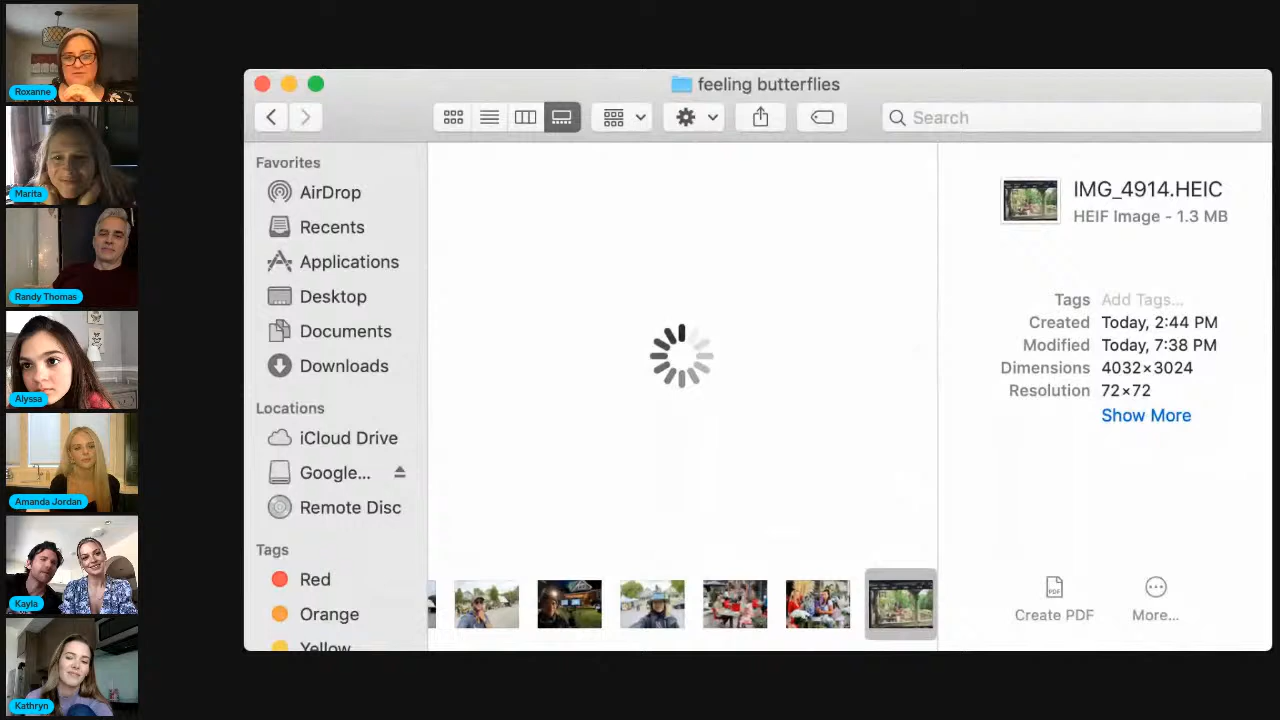 Roxanne
Marita
Randy Thomas
Alyssa
Amanda Jordan
Kayla
Kathryn
feeling butterflies
Search
Favorites
AirDrop
Recents
Applications
Desktop
Documents
Downloads
Locations
iCloud Drive
Google...
Remote Disc
Tags
Red
Orange
Yellow
IMG_4914.HEIC
HEIF Image - 1.3 MB
Tags Add Tags...
Created Today, 2:44 PM
Modified Today, 7:38 PM
Dimensions 4032×3024
Resolution 72×72
Show More
PDF
Create PDF
More...